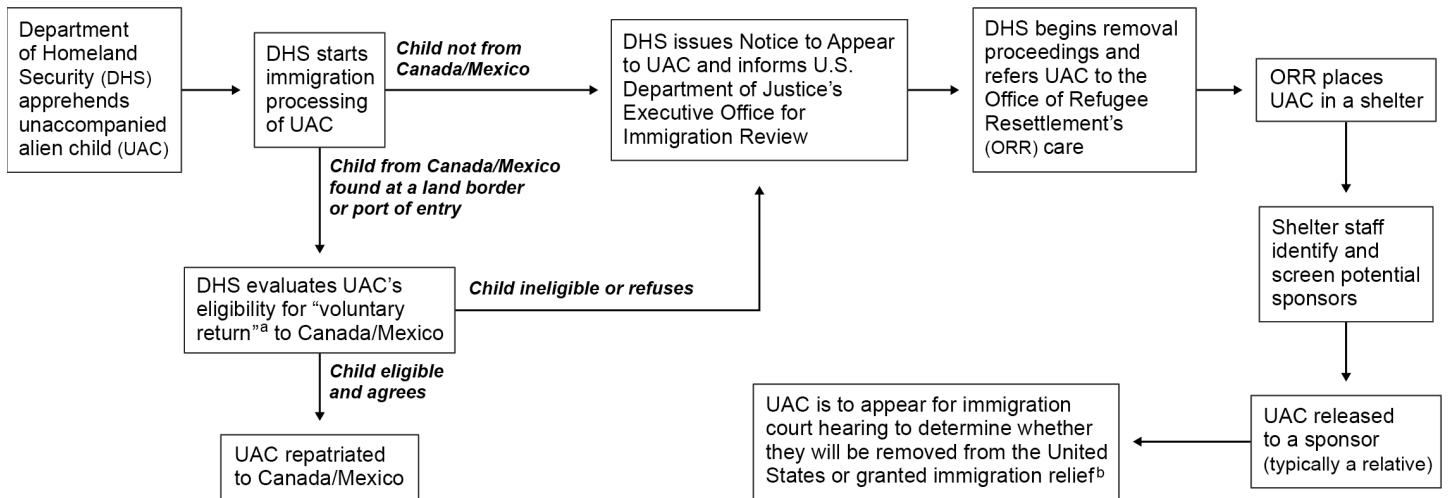 Department
of Homeland
Security (DHS)
apprehends
unaccompanied
alien child (UAC)
DHS starts
immigration
processing
of UAC
Child not from
Canada/Mexico
DHS issues Notice to Appear
to UAC and informs U.S.
Department of Justice’s
Executive Office for
Immigration Review
DHS begins removal
proceedings and
refers UAC to the
Office of Refugee
Resettlement’s
(ORR) care
ORR places
UAC in a shelter
Child from Canada/Mexico
found at a land border
or port of entry
Shelter staff
identify and
screen potential
sponsors
DHS evaluates UAC’s
eligibility for “voluntary
return”a to Canada/Mexico
Child ineligible or refuses
Child eligible
and agrees
UAC repatriated
to Canada/Mexico
UAC released
to a sponsor
(typically a relative)
UAC is to appear for immigration
court hearing to determine whether
they will be removed from the United
States or granted immigration reliefb